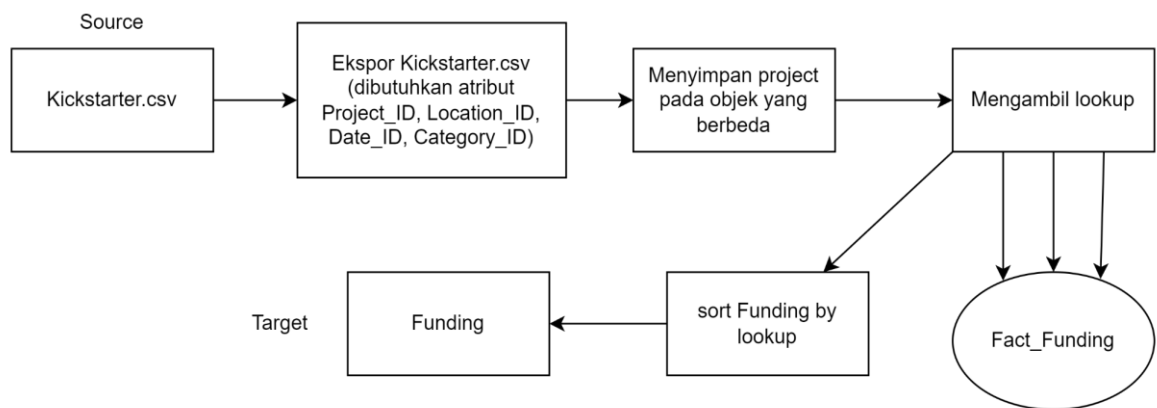 Source
Kickstarter.csv
Ekspor Kickstarter.csv
(dibutuhkan atribut
Project_ID, Location_ID,
Date_ID, Category_ID)
Menyimpan project
pada objek yang
berbeda
Mengambil lookup
Target
Funding
sort Funding by
lookup
Fact_Funding